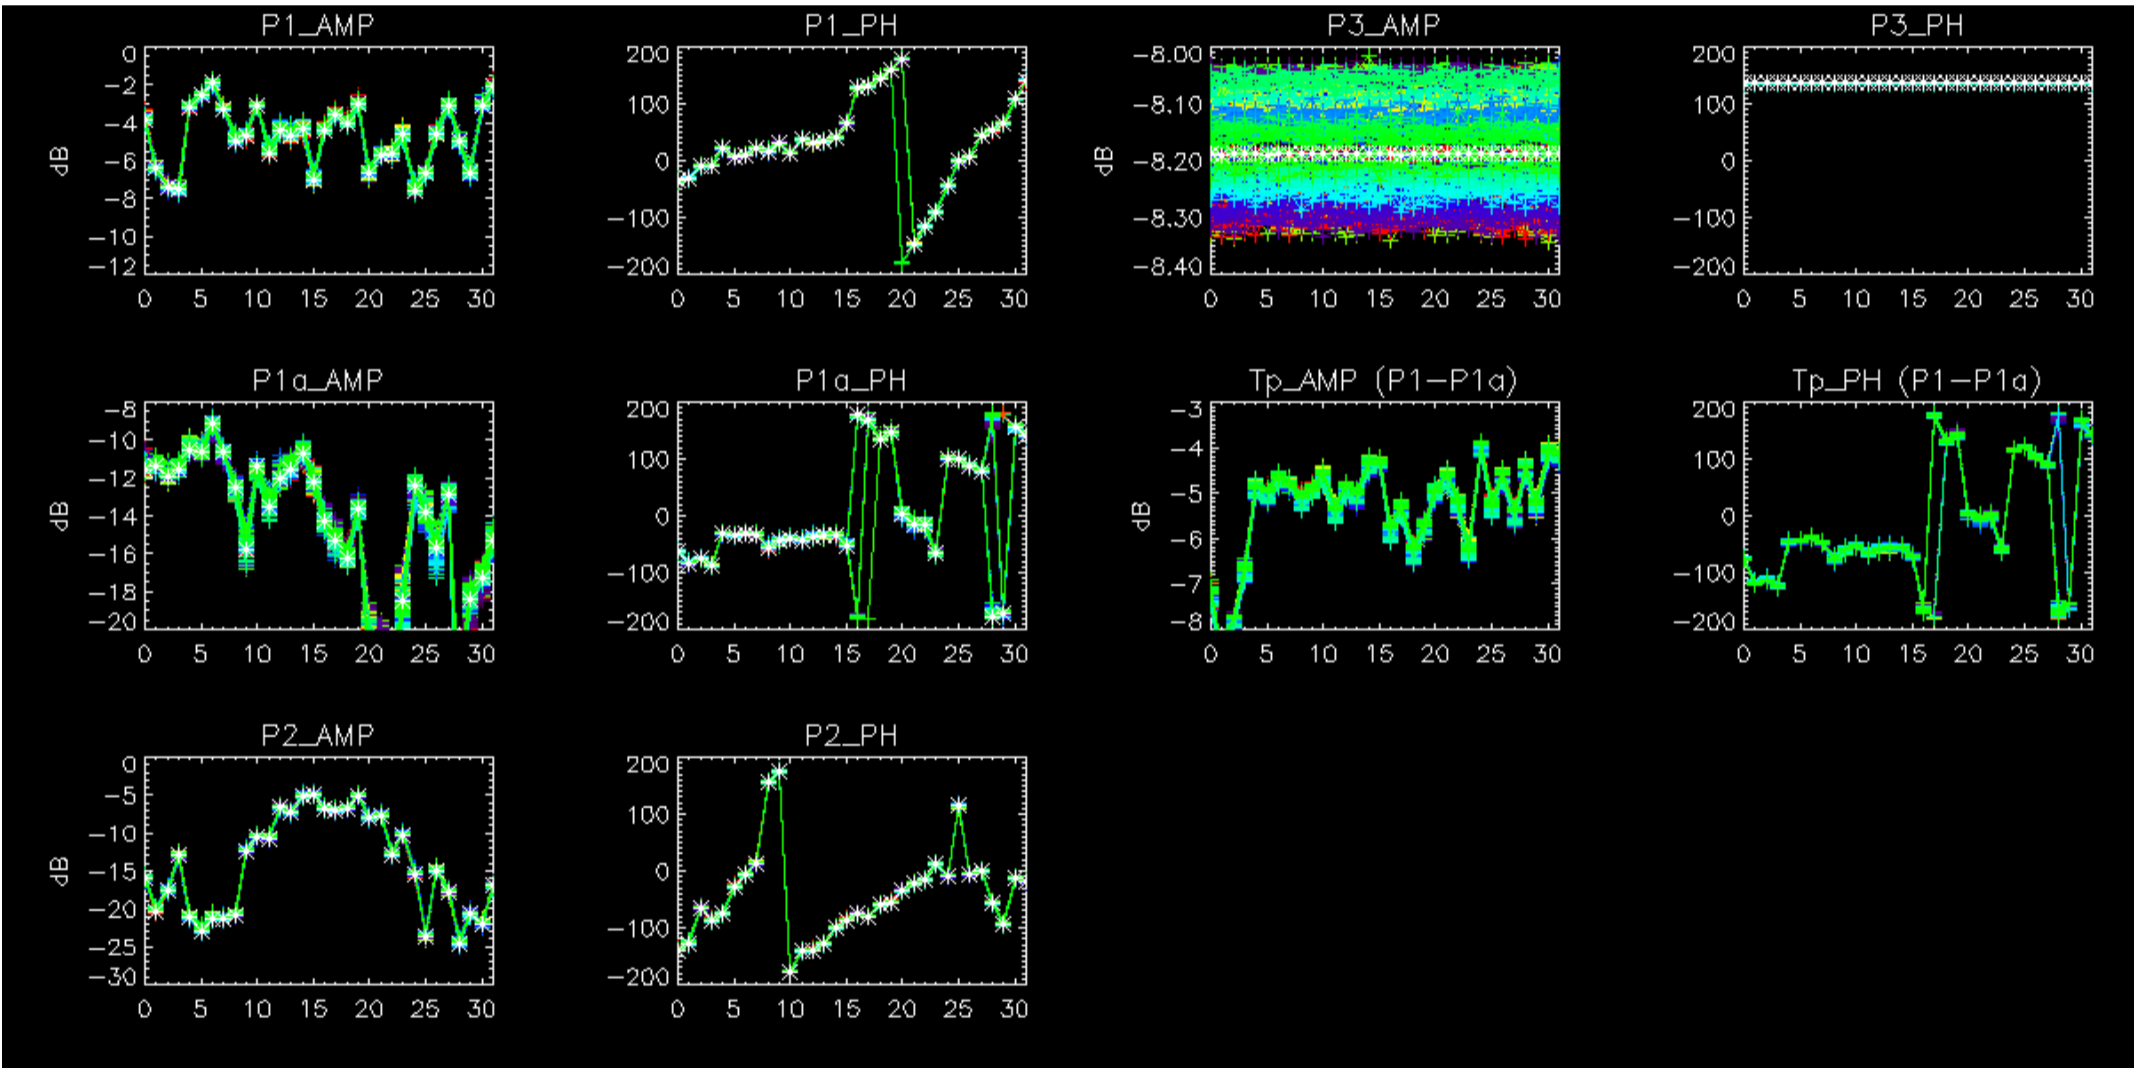 P1_AMP
0
−2
−4
−6
−8
−10
−12
dB
0 5 10 15 20 25 30
P1_PH
200
100
0
−100
−200
0 5 10 15 20 25 30
P3_AMP
−8.00
−8.10
−8.20
−8.30
−8.40
dB
0 5 10 15 20 25 30
P3_PH
200
100
0
−100
−200
0 5 10 15 20 25 30
P1a_AMP
−8
−10
−12
−14
−16
−18
−20
dB
0 5 10 15 20 25 30
P1a_PH
200
100
0
−100
−200
0 5 10 15 20 25 30
Tp_AMP (P1−P1a)
−3
−4
−5
−6
−7
−8
dB
0 5 10 15 20 25 30
Tp_PH (P1−P1a)
200
100
0
−100
−200
0 5 10 15 20 25 30
P2_AMP
0
−5
−10
−15
−20
−25
−30
dB
0 5 10 15 20 25 30
P2_PH
200
100
0
−100
−200
0 5 10 15 20 25 30